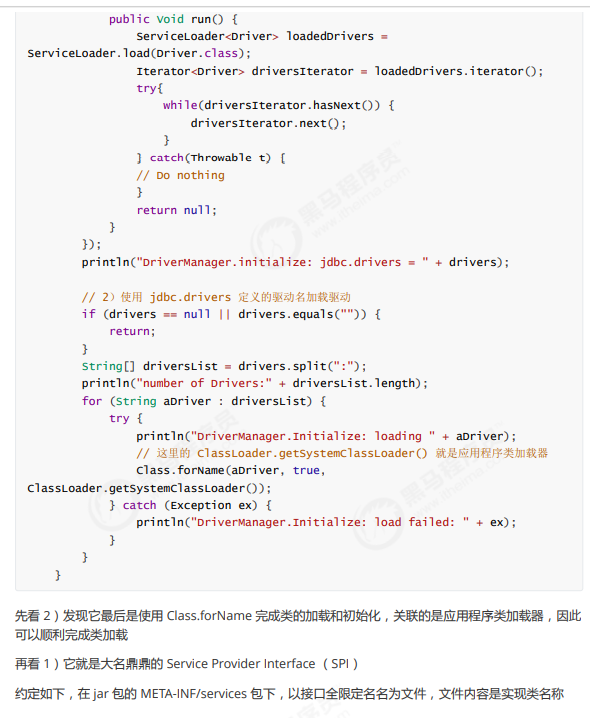 public Void run() {
ServiceLoader<Driver> loadedDrivers =
ServiceLoader.load(Driver.class);
Iterator<Driver> driversIterator = loadedDrivers.iterator();
try{
while(driversIterator.hasNext()) {
driversIterator.next();
}
} catch(Throwable t) {
// Do nothing
}
return null;
}
});
println("DriverManager.initialize: jdbc.drivers = " + drivers);
// 2）使用 jdbc.drivers 定义的驱动名加载驱动
if (drivers == null || drivers.equals("")) {
return;
}
String[] driversList = drivers.split(":");
println("number of Drivers:" + driversList.length);
for (String aDriver : driversList) {
try {
println("DriverManager.Initialize: loading " + aDriver);
// 这里的 ClassLoader.getSystemClassLoader() 就是应用程序类加载器
Class.forName(aDriver, true,
ClassLoader.getSystemClassLoader());
} catch (Exception ex) {
println("DriverManager.Initialize: load failed: " + ex);
}
}
}
先看 2）发现它最后是使用 Class.forName 完成类的加载和初始化，关联的是应用程序类加载器，因此
可以顺利完成类加载
再看 1）它就是大名鼎鼎的 Service Provider Interface （SPI）
约定如下，在 jar 包的 META-INF/services 包下，以接口全限定名名为文件，文件内容是实现类名称
黑马程序员
www.itheima.com